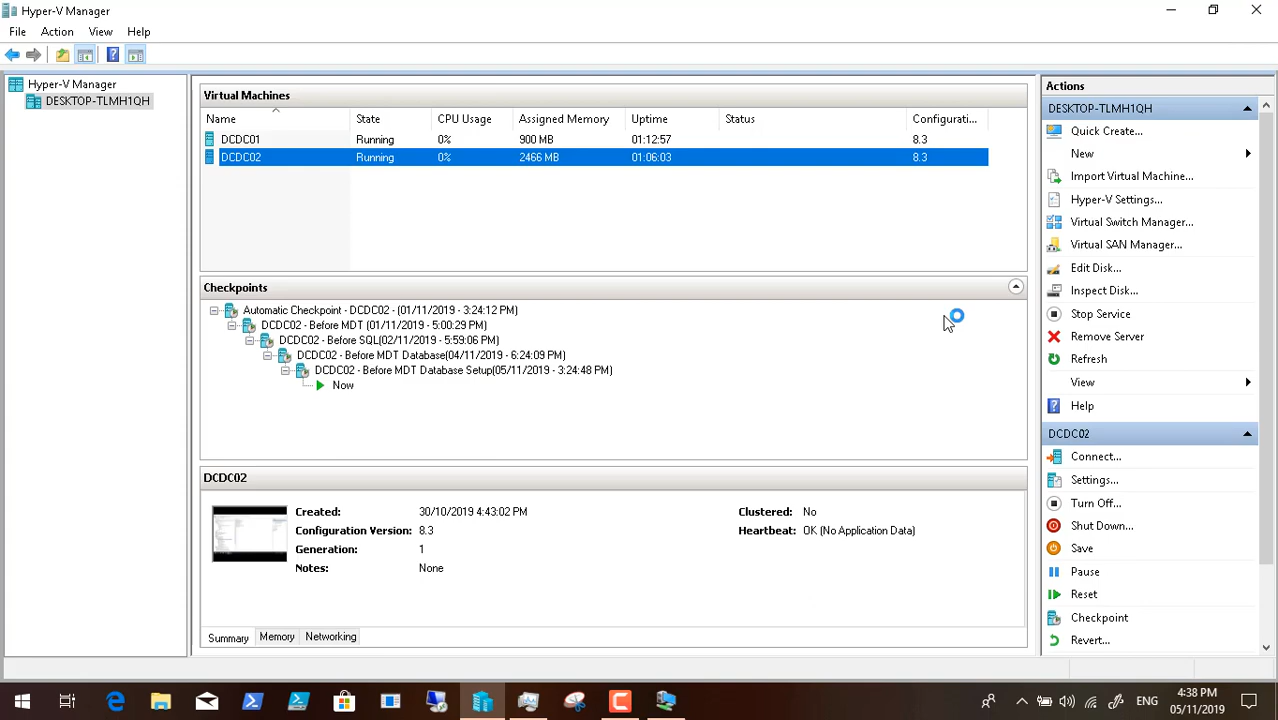 Hyper-V Manager
File Action View Help
Hyper-V Manager
DESKTOP-TLMH1QH
Virtual Machines
Name State CPU Usage Assigned Memory Uptime Status Configurati...
DCDC01 Running 0% 900 MB 01:12:57 8.3
DCDC02 Running 0% 2466 MB 01:06:03 8.3
Checkpoints
Automatic Checkpoint - DCDC02 - (01/11/2019 - 3:24:12 PM)
DCDC02 - Before MDT (01/11/2019 - 5:00:29 PM)
DCDC02 - Before SQL(02/11/2019 - 5:59:06 PM)
DCDC02 - Before MDT Database(04/11/2019 - 6:24:09 PM)
DCDC02 - Before MDT Database Setup(05/11/2019 - 3:24:48 PM)
Now
DCDC02
Created: 30/10/2019 4:43:02 PM Clustered: No
Configuration Version: 8.3 Heartbeat: OK (No Application Data)
Generation: 1
Notes: None
Summary Memory Networking
Actions
DESKTOP-TLMH1QH
Quick Create...
New
Import Virtual Machine...
Hyper-V Settings...
Virtual Switch Manager...
Virtual SAN Manager...
Edit Disk...
Inspect Disk...
Stop Service
Remove Server
Refresh
View
Help
DCDC02
Connect...
Settings...
Turn Off...
Shut Down...
Save
Pause
Reset
Checkpoint
Revert...
ENG
4:38 PM
05/11/2019